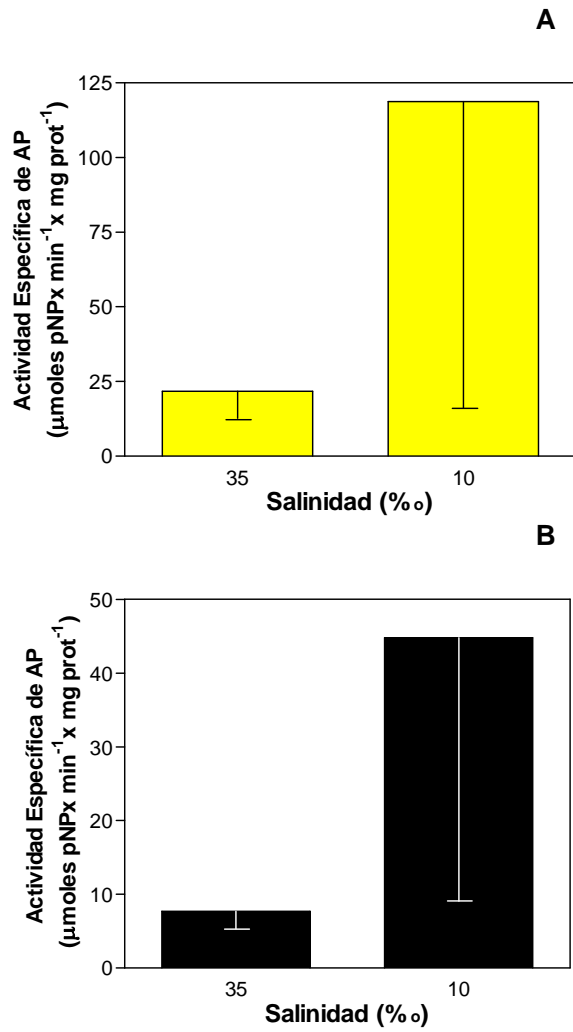 A
125
100
75
50
25
0
Actividad Específica de AP
(μmoles pNPx min⁻¹ x mg prot⁻¹)
35
10
Salinidad (%o)
B
50
40
30
20
10
0
Actividad Específica de AP
(μmoles pNPx min⁻¹ x mg prot⁻¹)
35
10
Salinidad (%o)